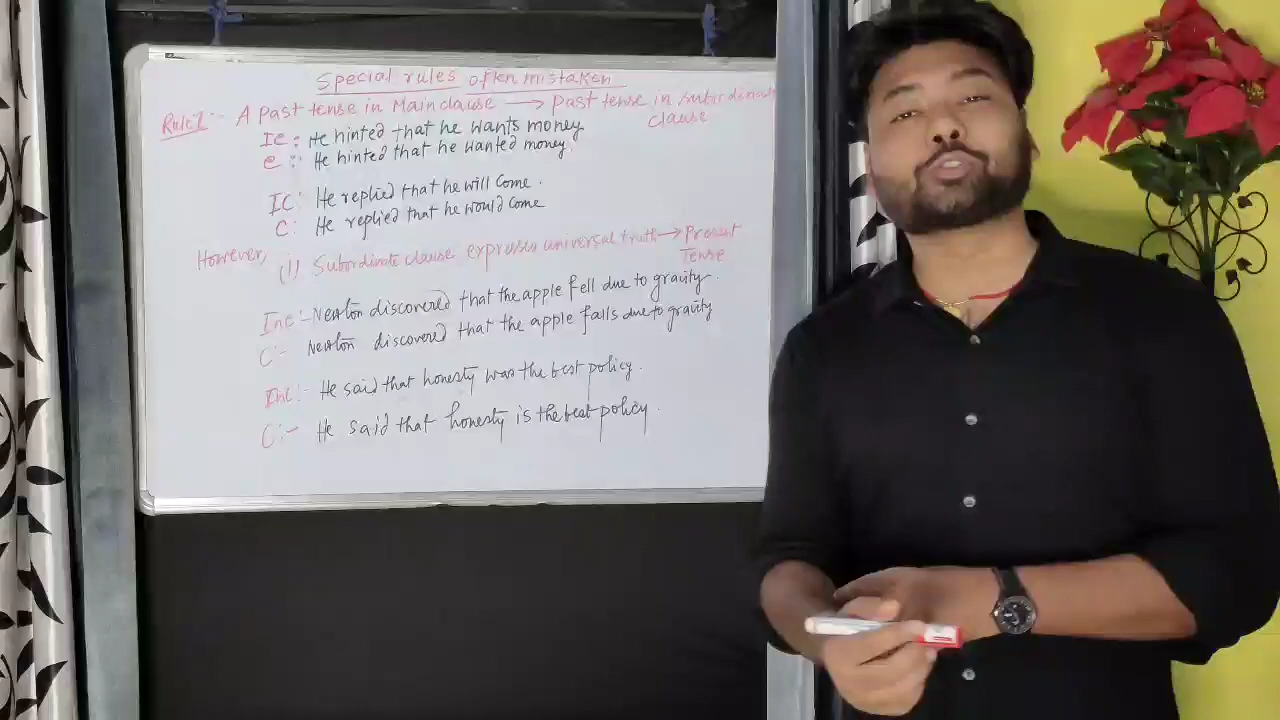 Special rules often mistaken
Rule1:- A Past tense in Main clause → Past tense in subordinate
clause
Ic: He hinted that he wants money
c: He hinted that he wanted money.
IC: He replied that he will come.
C: He replied that he would come
However, (i) Subordinate clause expresses universal truth → Present
Tense
Inc:- Newton discovered that the apple fell due to gravity.
C:- Newton discovered that the apple falls due to gravity
Inc:- He said that honesty was the best policy.
C:- He said that honesty is the best policy.